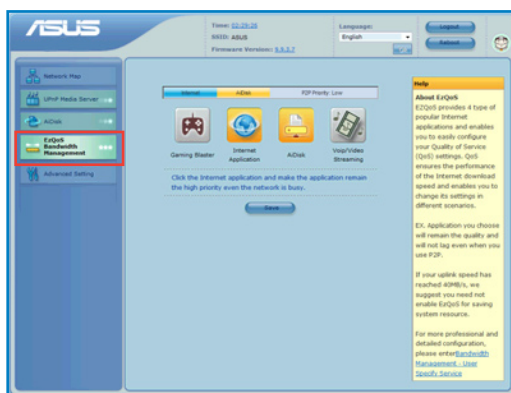 ASUS
Time: 02:29:28
SSID: ASUS
Firmware Version: 1.0.2.7
Language:
English
Logout
Reboot
Network Map
UPnP Media Server
AiDisk
EzQoS
Bandwidth
Management
Advanced Setting
Internet
AiDisk
P2P Priority: Low
Gaming Blaster
Internet
Application
AiDisk
Voip/Video
Streaming
Click the Internet application and make the application remain
the high priority even the network is busy.
Save
Help
About EzQoS
EZQoS provides 4 type of
popular Internet
applications and enables
you to easily configure
your Quality of Service
(QoS) settings. QoS
ensures the performance
of the Internet download
speed and enables you to
change its settings in
different scenarios.
EX. Application you choose
will remain the quality and
will not lag even when you
use P2P.
If your uplink speed has
reached 40MB/s, we
suggest you need not
enable EzQoS for saving
system resource.
For more professional and
detailed configuration,
please enterBandwidth
Management - User
Specify Service